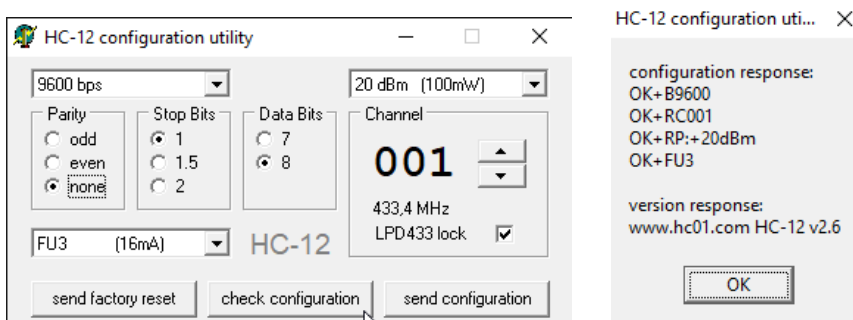 HC-12 configuration utility
9600 bps
20 dBm (100mW)
Parity
odd
even
none
Stop Bits
1
1.5
2
Data Bits
7
8
Channel
001
433,4 MHz
LPD433 lock
FU3 (16mA)
HC-12
send factory reset
check configuration
send configuration
HC-12 configuration uti...
configuration response:
OK+B9600
OK+RC001
OK+RP:+20dBm
OK+FU3
version response:
www.hc01.com HC-12 v2.6
OK